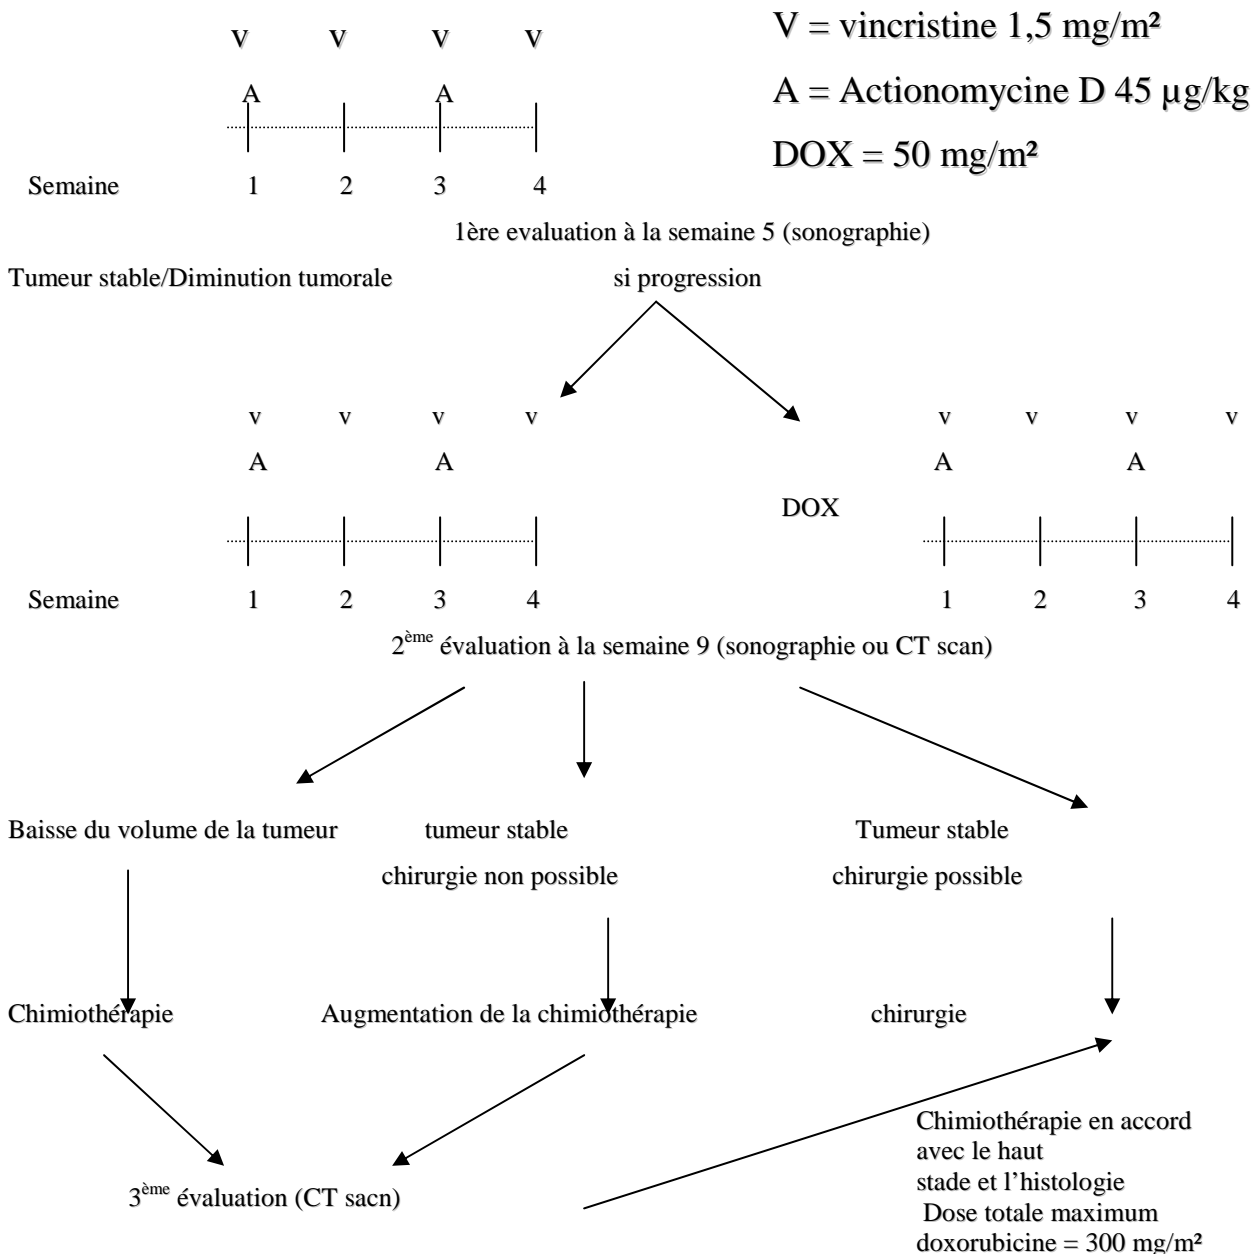 v v v v
V = vincristine 1,5 mg/m²
A A
A = Actionomycine D 45 µg/kg
DOX = 50 mg/m²
Semaine 1 2 3 4
1ère evaluation à la semaine 5 (sonographie)
Tumeur stable/Diminution tumorale si progression
v v v v v v v v
A A A A
DOX
Semaine 1 2 3 4 1 2 3 4
2ème évaluation à la semaine 9 (sonographie ou CT scan)
Baisse du volume de la tumeur tumeur stable Tumeur stable
chirurgie non possible chirurgie possible
Chimiothérapie Augmentation de la chimiothérapie chirurgie
Chimiothérapie en accord
avec le haut
stade et l’histologie
3ème évaluation (CT sacn)
Dose totale maximum
doxorubicine = 300 mg/m²